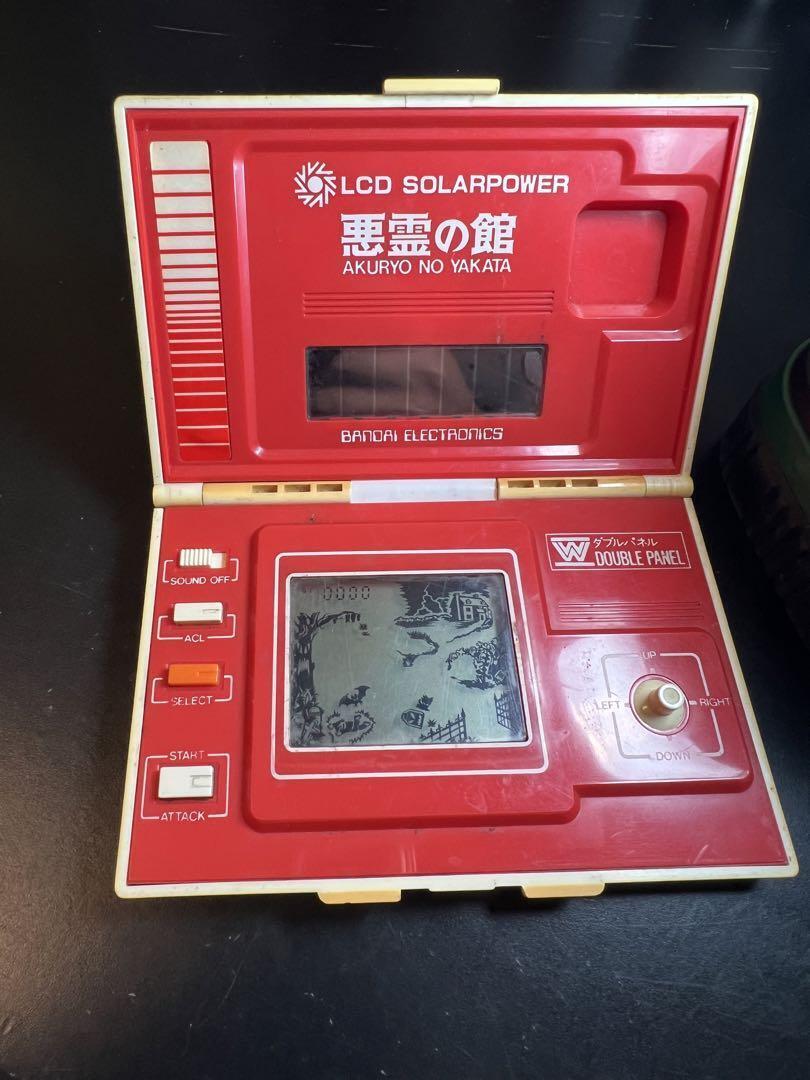 LCD SOLARPOWER
悪霊の館
AKURYO NO YAKATA
BANDAI ELECTRONICS
W ダブルパネル
DOUBLE PANEL
SOUND OFF
ACL
SELECT
START
ATTACK
0000
UP
LEFT RIGHT
DOWN